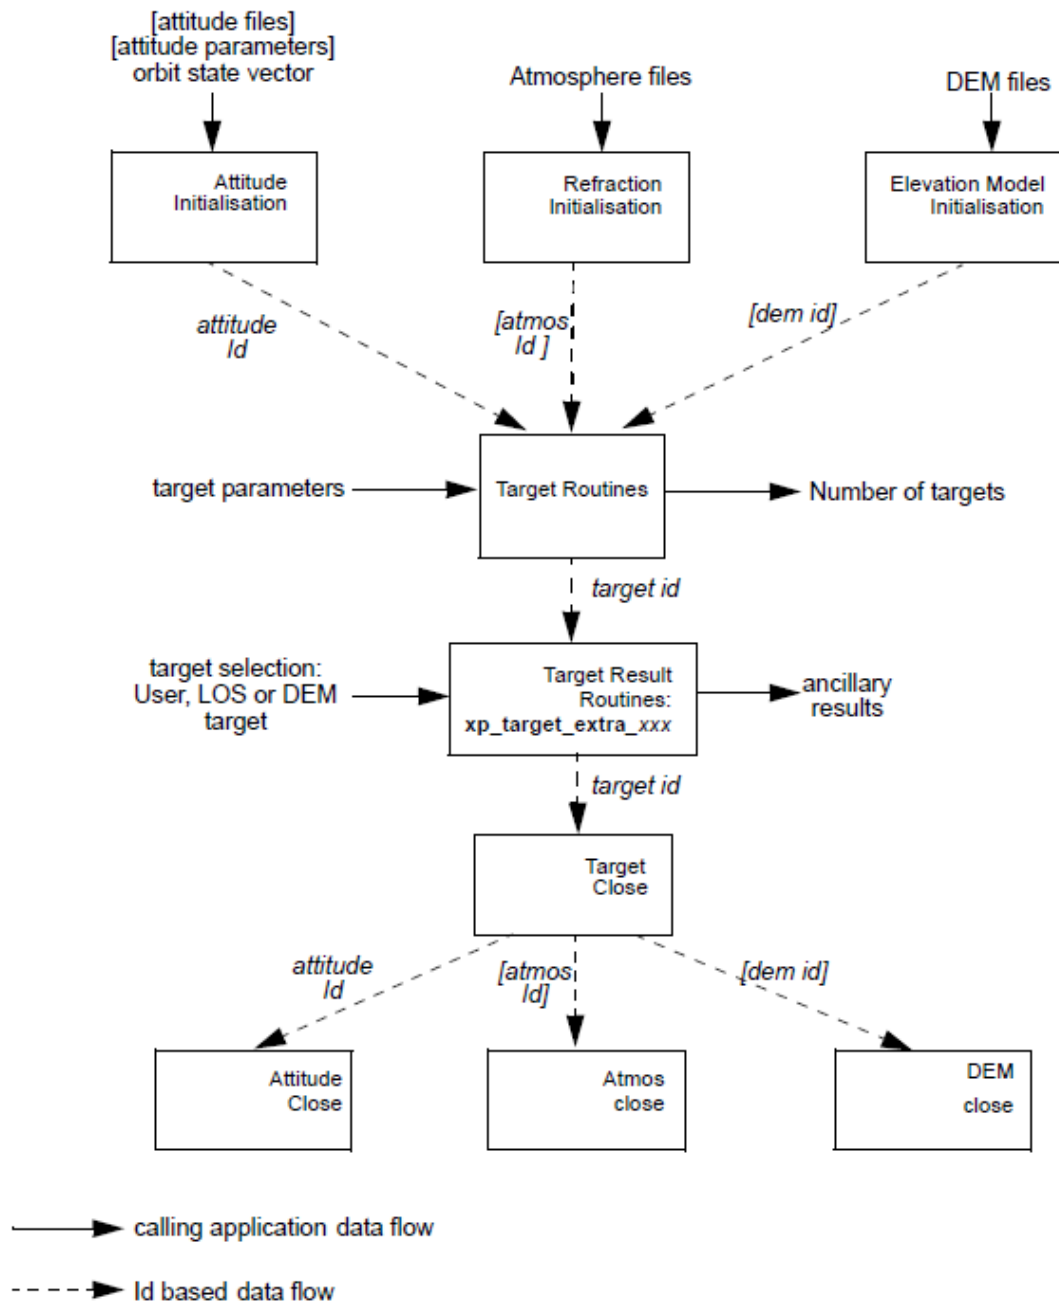 [attitude files]
[attitude parameters]
orbit state vector
Atmosphere files
DEM files
Attitude
Initialisation
Refraction
Initialisation
Elevation Model
Initialisation
attitude
Id
[atmos
Id ]
[dem id]
target parameters
Target Routines
Number of targets
target id
target selection:
User, LOS or DEM
target
Target Result
Routines:
xp_target_extra_xxx
ancillary
results
target id
Target
Close
attitude
Id
[atmos
Id]
[dem id]
Attitude
Close
Atmos
close
DEM
close
calling application data flow
Id based data flow